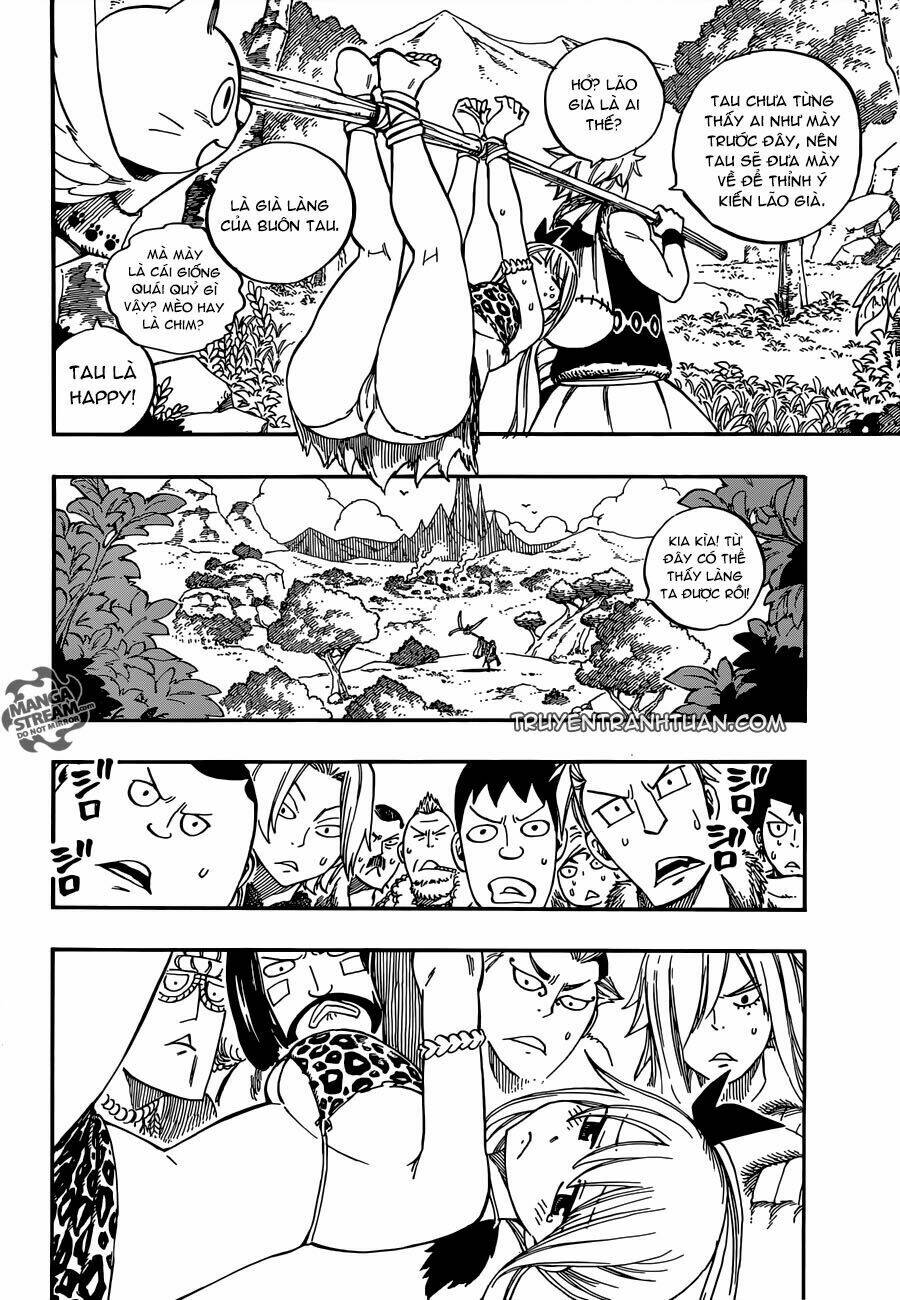 TAU CHƯA TỪNG
THẤY AI NHƯ MÀY
TRƯỚC ĐÂY, NÊN
TAU SẼ ĐƯA MÀY
VỀ ĐỂ THỈNH Ý
KIẾN LÃO GIÀ.
HỞ? LÃO
GIÀ LÀ AI
THẾ?
LÀ GIÀ LÀNG
CỦA BUÔN TAU.
MÀ MÀY
LÀ CÁI GIỐNG
QUÁI QUỶ GÌ
VẬY? MÈO HAY
LÀ CHIM?
TAU LÀ
HAPPY!
KIA KÌA! TỪ
ĐÂY CÓ THỂ
THẤY LÀNG
TA ĐƯỢC RỒI!
MANGA
STREAM.com
DO NOT MIRROR!
TRUYENTRANHTUAN.COM
ジロ
ジロ
ジロ
ジロ